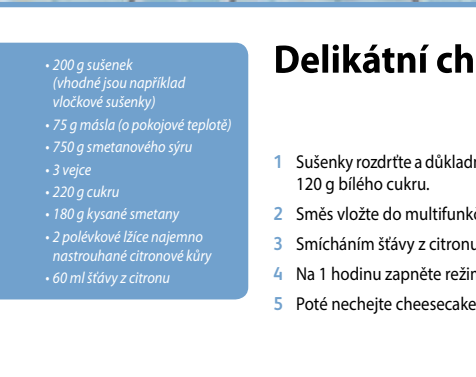 • 200 g sušenek
(vhodné jsou například
vločkové sušenky)
• 75 g másla (o pokojové teplotě)
• 750 g smetanového sýru
• 3 vejce
• 220 g cukru
• 180 g kysané smetany
• 2 polévkové lžíce najemno
nastrouhané citronové kůry
• 60 ml šťávy z citronu
Delikátní ch
1 Sušenky rozdrťte a důkladn
120 g bílého cukru.
2 Směs vložte do multifunkč
3 Smícháním šťávy z citronu
4 Na 1 hodinu zapněte režim
5 Poté nechejte cheesecake